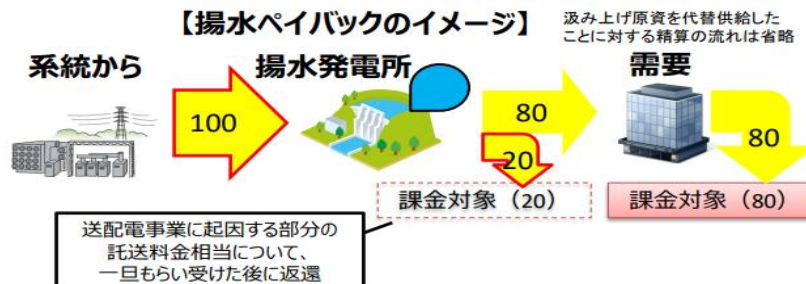 【揚水ペイバックのイメージ】
汲み上げ原資を代替供給した
ことに対する精算の流れは省略
系統から
揚水発電所
需要
100
80
20
80
課金対象（20）
課金対象（80）
送配電事業に起因する部分の
託送料金相当について、
一旦もらい受けた後に返還